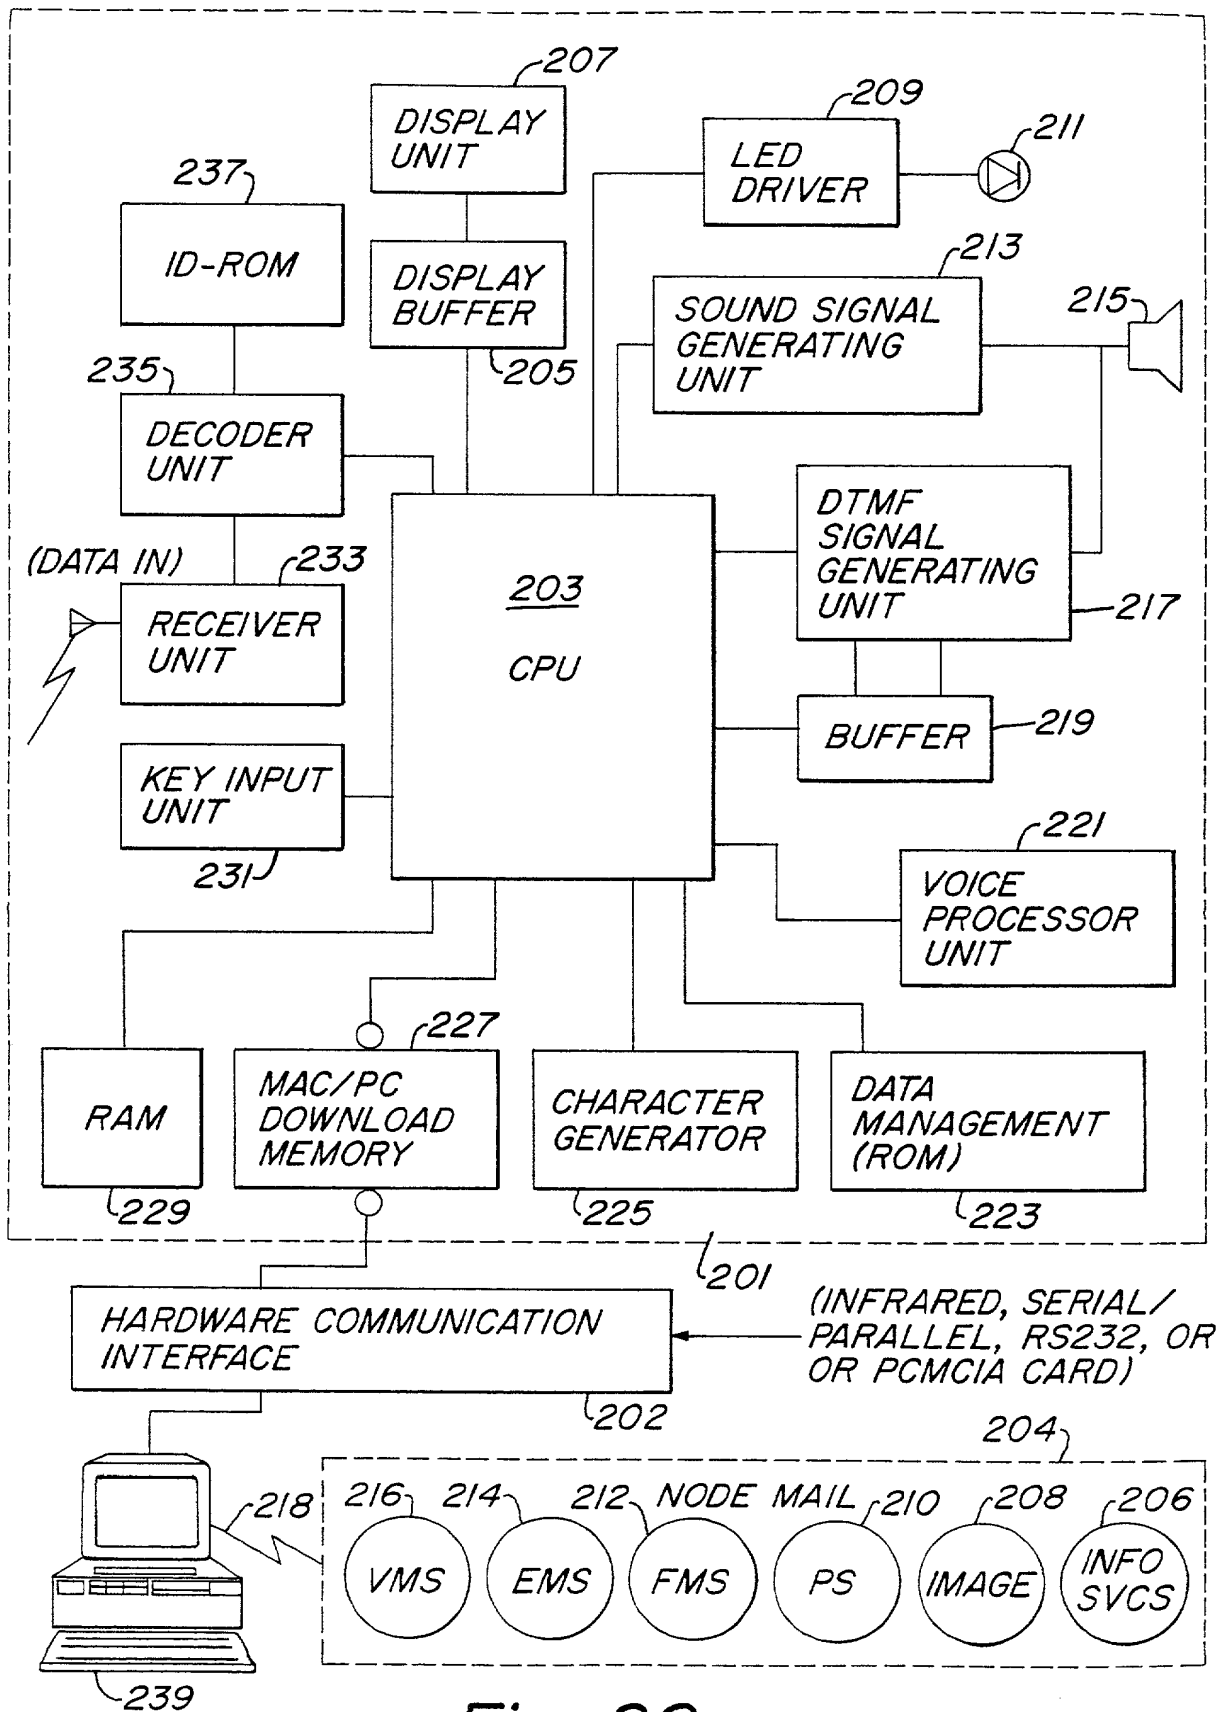 207
DISPLAY
UNIT
209
LED
DRIVER
211
237
ID-ROM
DISPLAY
BUFFER
205
213
SOUND SIGNAL
GENERATING
UNIT
215
235
DECODER
UNIT
(DATA IN)
233
RECEIVER
UNIT
203
CPU
DTMF
SIGNAL
GENERATING
UNIT
217
BUFFER
219
KEY INPUT
UNIT
231
221
VOICE
PROCESSOR
UNIT
RAM
229
227
MAC/PC
DOWNLOAD
MEMORY
CHARACTER
GENERATOR
225
DATA
MANAGEMENT
(ROM)
223
201
HARDWARE COMMUNICATION
INTERFACE
202
(INFRARED, SERIAL/
PARALLEL, RS232, OR
OR PCMCIA CARD)
204
218
NODE MAIL
216
VMS
214
EMS
212
FMS
210
PS
208
IMAGE
206
INFO
SVCS
239